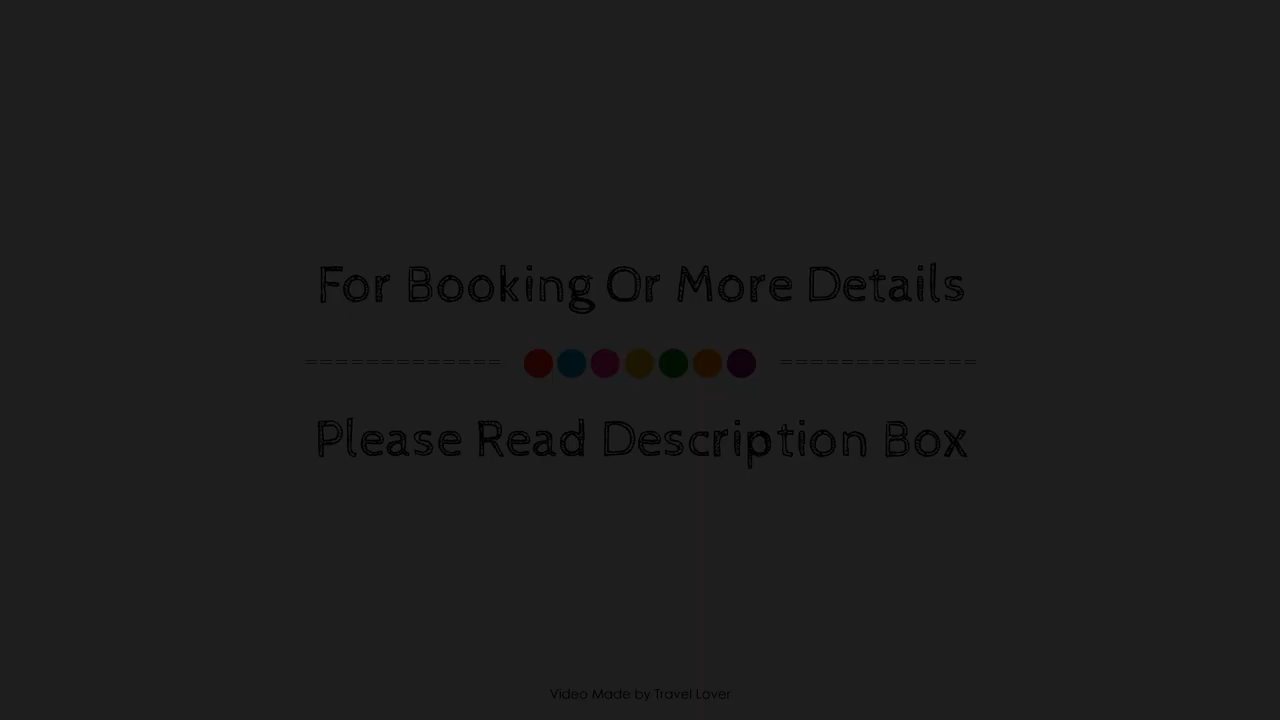 For Booking Or More Details
============= =============
Please Read Description Box
Video Made by Travel Lover